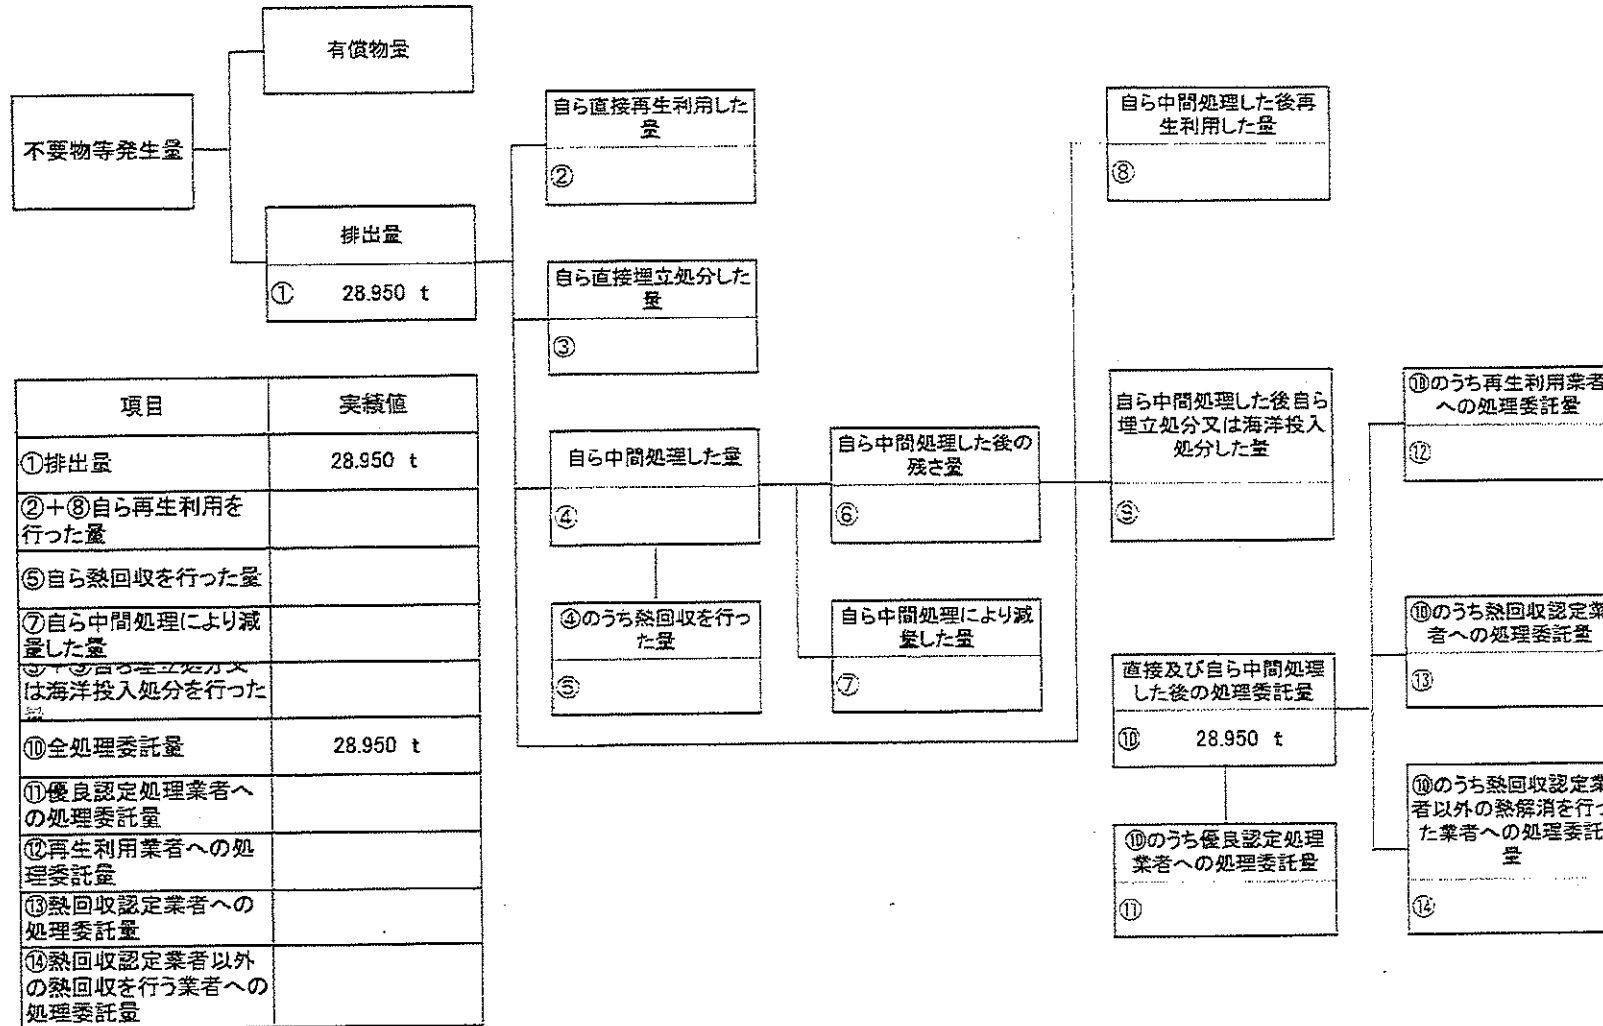 有償物量
不要物等発生量
排出量
① 28.950 t
自ら直接再生利用した
量
②
自ら直接埋立処分した
量
③
自ら中間処理した量
④
④のうち熱回収を行っ
た量
⑤
自ら中間処理した後の
残さ量
⑥
自ら中間処理により減
量した量
⑦
自ら中間処理した後再
生利用した量
⑧
自ら中間処理した後自ら
埋立処分又は海洋投入
処分した量
⑨
直接及び自ら中間処理
した後の処理委託量
⑩ 28.950 t
⑩のうち優良認定処理
業者への処理委託量
⑪
⑩のうち再生利用業者
への処理委託量
⑫
⑩のうち熱回収認定業
者への処理委託量
⑬
⑩のうち熱回収認定業
者以外の熱解消を行っ
た業者への処理委託
量
⑭
項目 実績値
①排出量 28.950 t
②+⑧自ら再生利用を
行った量
⑤自ら熱回収を行った量
⑦自ら中間処理により減
量した量
は海洋投入処分を行った
⑩全処理委託量 28.950 t
⑪優良認定処理業者へ
の処理委託量
⑫再生利用業者への処
理委託量
⑬熱回収認定業者への
処理委託量
⑭熱回収認定業者以外
の熱回収を行う業者への
処理委託量